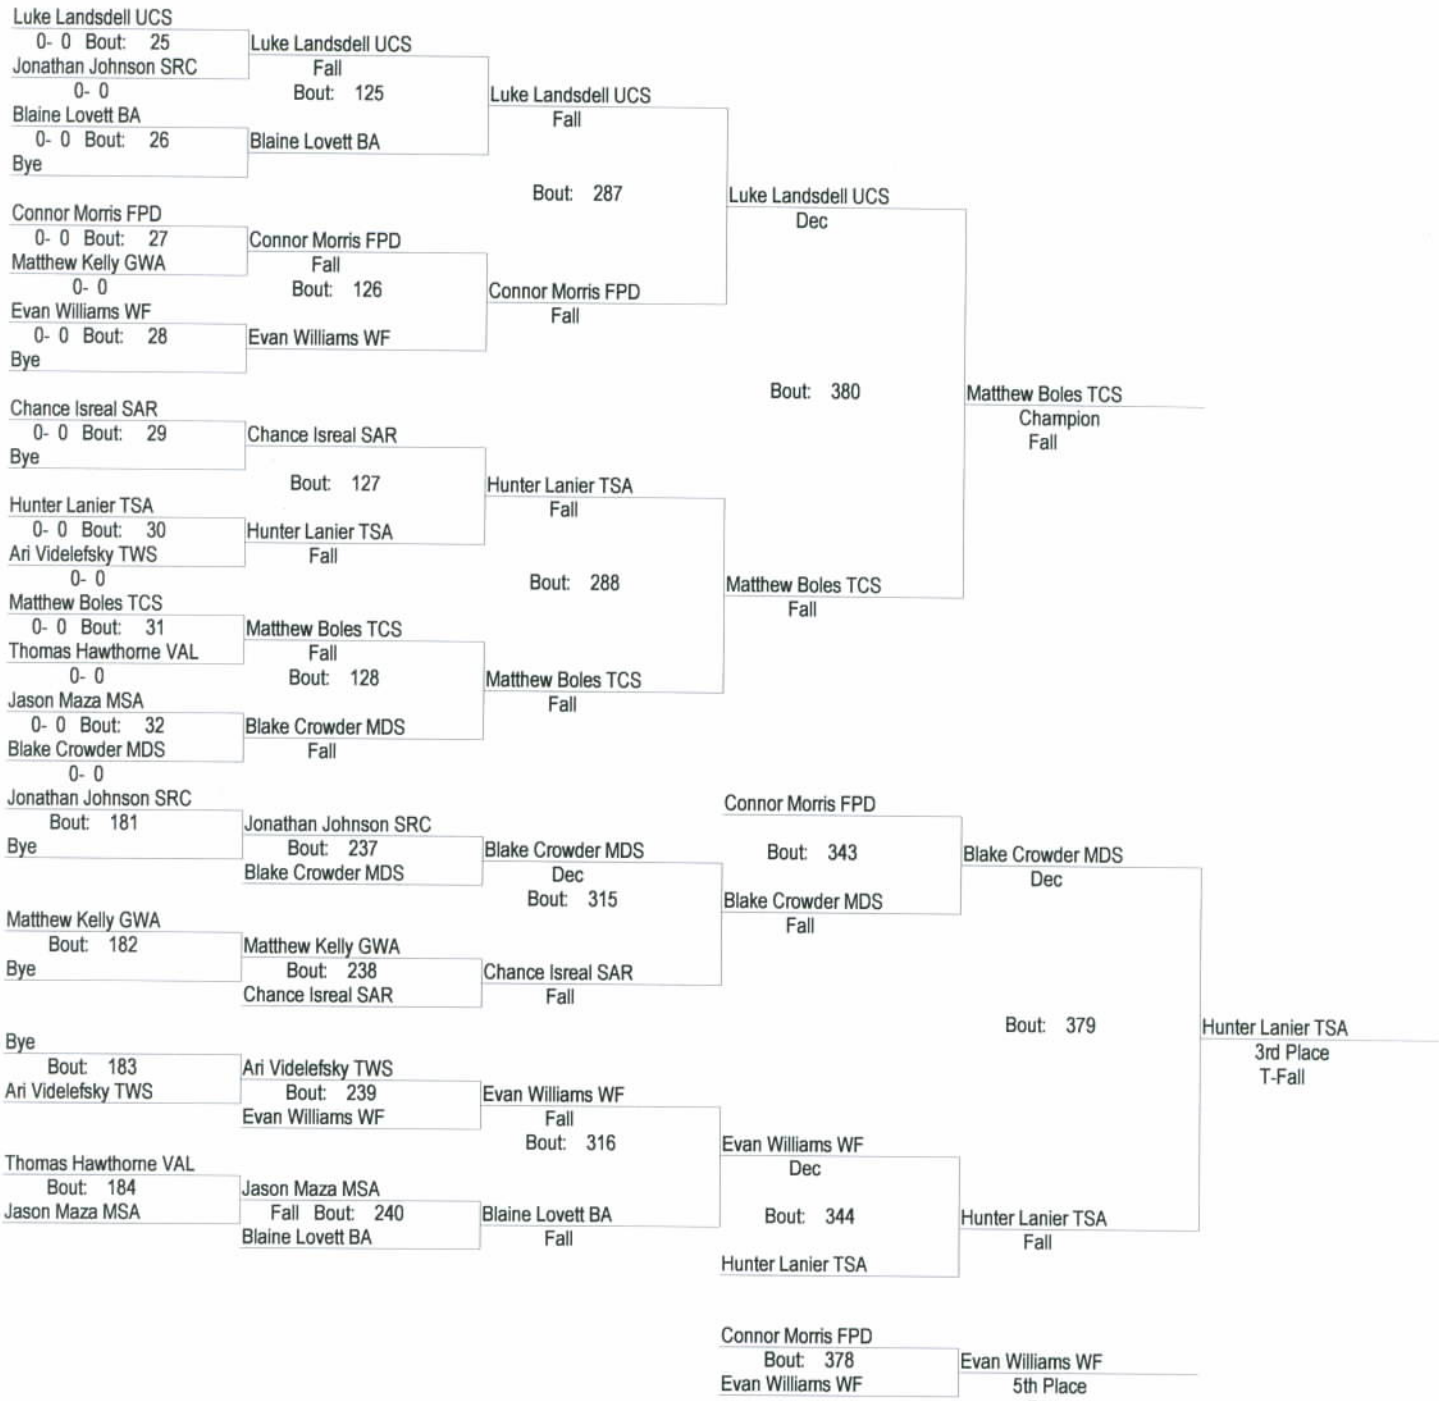 Luke Landsdell UCS
0- 0 Bout: 25
Jonathan Johnson SRC
0- 0
Blaine Lovett BA
0- 0 Bout: 26
Bye
Connor Morris FPD
0- 0 Bout: 27
Matthew Kelly GWA
0- 0
Evan Williams WF
0- 0 Bout: 28
Bye
Chance Isreal SAR
0- 0 Bout: 29
Bye
Hunter Lanier TSA
0- 0 Bout: 30
Ari Videlefsky TWS
0- 0
Matthew Boles TCS
0- 0 Bout: 31
Thomas Hawthorne VAL
0- 0
Jason Maza MSA
0- 0 Bout: 32
Blake Crowder MDS
0- 0
Luke Landsdell UCS
Fall
Bout: 125
Blaine Lovett BA
Connor Morris FPD
Fall
Bout: 126
Evan Williams WF
Chance Isreal SAR
Bout: 127
Hunter Lanier TSA
Fall
Matthew Boles TCS
Fall
Bout: 128
Blake Crowder MDS
Fall
Luke Landsdell UCS
Fall
Bout: 287
Connor Morris FPD
Fall
Hunter Lanier TSA
Fall
Bout: 288
Matthew Boles TCS
Fall
Luke Landsdell UCS
Dec
Bout: 380
Matthew Boles TCS
Fall
Matthew Boles TCS
Champion
Fall
Jonathan Johnson SRC
Bout: 181
Bye
Matthew Kelly GWA
Bout: 182
Bye
Bye
Bout: 183
Ari Videlefsky TWS
Thomas Hawthorne VAL
Bout: 184
Jason Maza MSA
Jonathan Johnson SRC
Bout: 237
Blake Crowder MDS
Matthew Kelly GWA
Bout: 238
Chance Isreal SAR
Ari Videlefsky TWS
Bout: 239
Evan Williams WF
Jason Maza MSA
Fall Bout: 240
Blaine Lovett BA
Blake Crowder MDS
Dec
Bout: 315
Chance Isreal SAR
Fall
Evan Williams WF
Fall
Bout: 316
Blaine Lovett BA
Fall
Connor Morris FPD
Bout: 343
Blake Crowder MDS
Fall
Evan Williams WF
Dec
Bout: 344
Hunter Lanier TSA
Blake Crowder MDS
Dec
Bout: 379
Hunter Lanier TSA
Fall
Hunter Lanier TSA
3rd Place
T-Fall
Connor Morris FPD
Bout: 378
Evan Williams WF
Evan Williams WF
5th Place